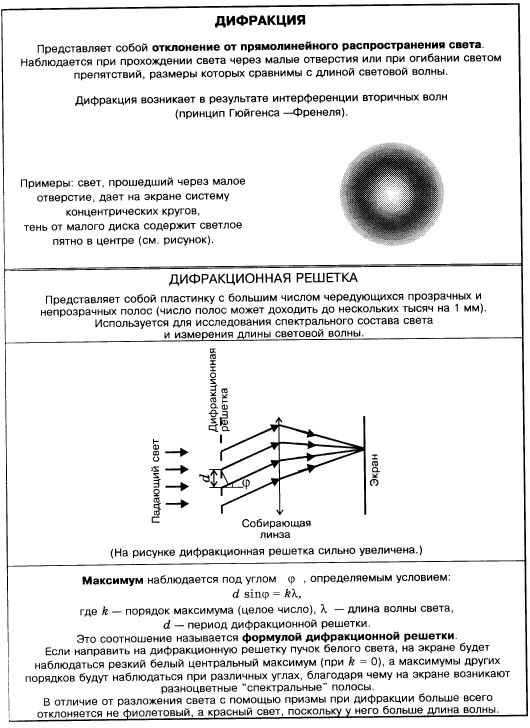 ДИФРАКЦИЯ
Представляет собой отклонение от прямолинейного распространения света.
Наблюдается при прохождении света через малые отверстия или при огибании светом
препятствий, размеры которых сравнимы с длиной световой волны.
Дифракция возникает в результате интерференции вторичных волн
(принцип Гюйгенса —Френеля).
Примеры: свет, прошедший через малое
отверстие, дает на экране систему
концентрических кругов,
тень от малого диска содержит светлое
пятно в центре (см. рисунок).
ДИФРАКЦИОННАЯ РЕШЕТКА
Представляет собой пластинку с большим числом чередующихся прозрачных и
непрозрачных полос (число полос может доходить до нескольких тысяч на 1 мм).
Используется для исследования спектрального состава света
и измерения длины световой волны.
Дифракционная
решетка
Падающий свет
d
φ
Экран
Собирающая
линза
(На рисунке дифракционная решетка сильно увеличена.)
Максимум наблюдается под углом φ , определяемым условием:
d sinφ = kλ,
где k — порядок максимума (целое число), λ — длина волны света,
d — период дифракционной решетки.
Это соотношение называется формулой дифракционной решетки.
Если направить на дифракционную решетку пучок белого света, на экране будет
наблюдаться резкий белый центральный максимум (при k = 0), а максимумы других
порядков будут наблюдаться при различных углах, благодаря чему на экране возникают
разноцветные "спектральные" полосы.
В отличие от разложения света с помощью призмы при дифракции больше всего
отклоняется не фиолетовый, а красный свет, поскольку у него больше длина волны.